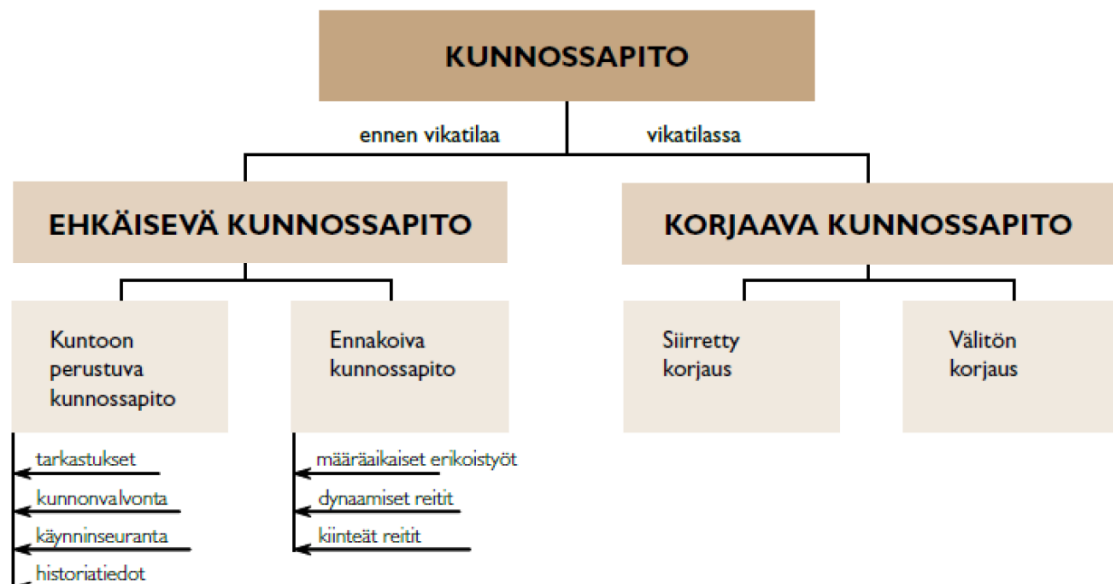 KUNNOSSAPITO
ennen vikatilaa
vikatilassa
EHKÄISEVÄ KUNNOSSAPITO
KORJAAVA KUNNOSSAPITO
Kuntoon
perustuva
kunnossapito
Ennakoiva
kunnossapito
Siirretty
korjaus
Välitön
korjaus
tarkastukset
kunnonvalvonta
käynninseuranta
historiatiedot
määräaikaiset erikoistyöt
dynaamiset reitit
kiinteät reitit